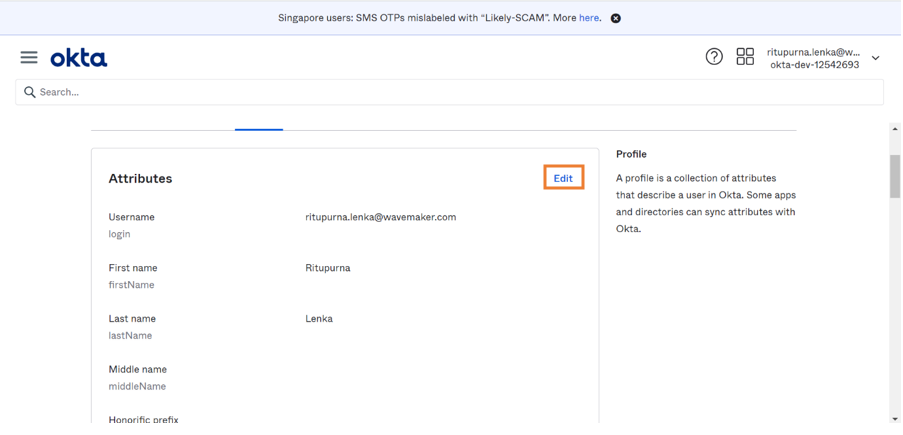 Singapore users: SMS OTPs mislabeled with “Likely-SCAM”. More here.
okta
ritupurna.lenka@w...
okta-dev-12542693
Search...
Attributes
Edit
Username
ritupurna.lenka@wavemaker.com
login
First name
Ritupurna
firstName
Last name
Lenka
lastName
Middle name
middleName
Honorific prefix
Profile
A profile is a collection of attributes
that describe a user in Okta. Some apps
and directories can sync attributes with
Okta.